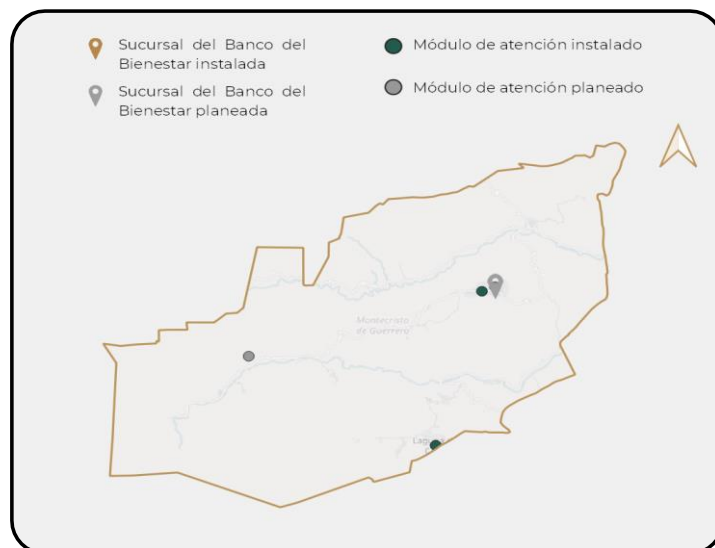 Sucursal del Banco del
Bienestar instalada
Módulo de atención instalado
Sucursal del Banco del
Bienestar planeada
Módulo de atención planeado
Montecristo
de Guerrero